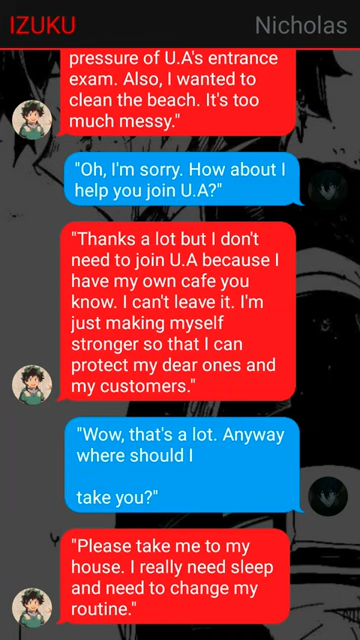 IZUKU
Nicholas
pressure of U.A's entrance
exam. Also, I wanted to
clean the beach. It's too
much messy."
"Oh, I'm sorry. How about I
help you join U.A?"
"Thanks a lot but I don't
need to join U.A because I
have my own cafe you
know. I can't leave it. I'm
just making myself
stronger so that I can
protect my dear ones and
my customers."
"Wow, that's a lot. Anyway
where should I
take you?"
"Please take me to my
house. I really need sleep
and need to change my
routine."